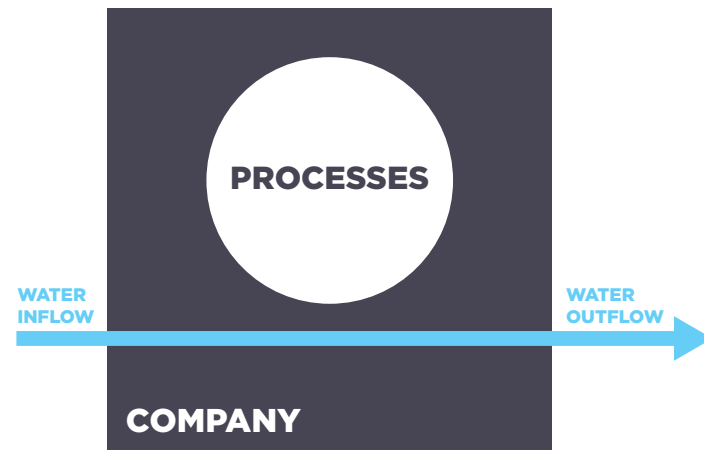 PROCESSES
WATER
INFLOW
WATER
OUTFLOW
COMPANY